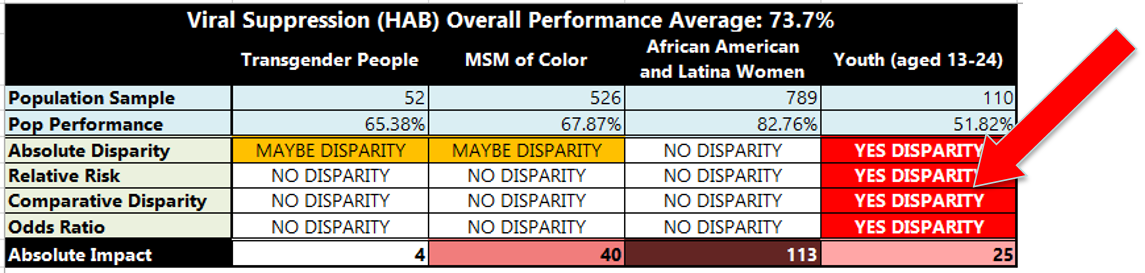 Viral Suppression (HAB) Overall Performance Average: 73.7%
Transgender People MSM of Color African American and Latina Women Youth (aged 13-24)
Population Sample 52 526 789 110
Pop Performance 65.38% 67.87% 82.76% 51.82%
Absolute Disparity MAYBE DISPARITY MAYBE DISPARITY NO DISPARITY YES DISPARITY
Relative Risk NO DISPARITY NO DISPARITY NO DISPARITY YES DISPARITY
Comparative Disparity NO DISPARITY NO DISPARITY NO DISPARITY YES DISPARITY
Odds Ratio NO DISPARITY NO DISPARITY NO DISPARITY YES DISPARITY
Absolute Impact 4 40 113 25